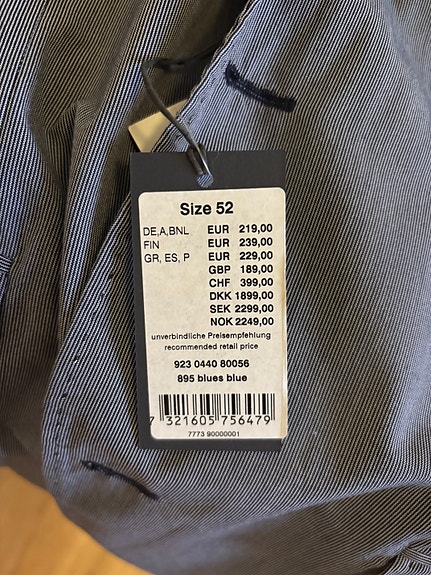 Size 52
DE,A,BNL EUR 219,00
FIN EUR 239,00
GR, ES, P EUR 229,00
GBP 189,00
CHF 399,00
DKK 1899,00
SEK 2299,00
NOK 2249,00
unverbindliche Preisempfehlung
recommended retail price
923 0440 80056
895 blues blue
7 321605 756479
7773 90000001